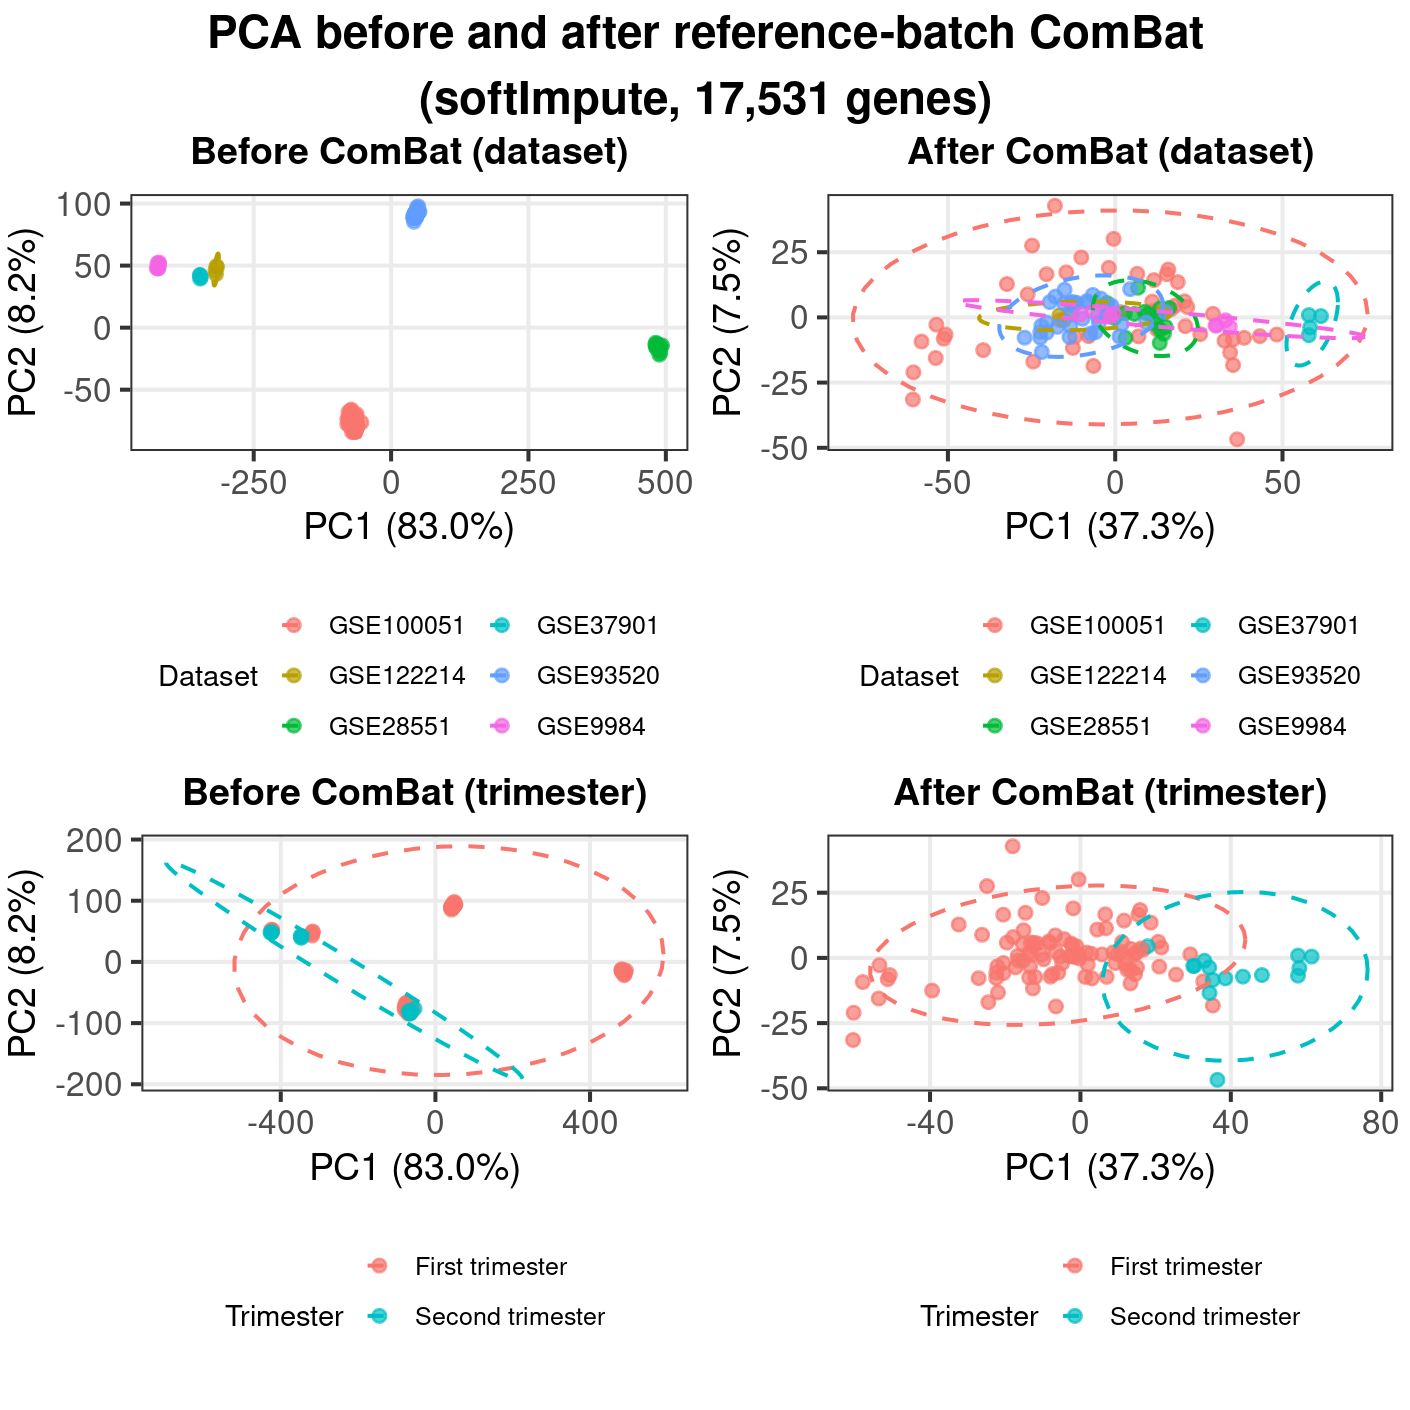 PCA before and after reference-batch ComBat
(softImpute, 17,531 genes)
Before ComBat (dataset)
100
50
0
-50
PC2 (8.2%)
-250
0
250
500
PC1 (83.0%)
Dataset
GSE100051
GSE37901
GSE122214
GSE93520
GSE28551
GSE9984
After ComBat (dataset)
25
0
-25
-50
PC2 (7.5%)
-50
0
50
PC1 (37.3%)
Dataset
GSE100051
GSE37901
GSE122214
GSE93520
GSE28551
GSE9984
Before ComBat (trimester)
200
100
0
-100
-200
PC2 (8.2%)
-400
0
400
PC1 (83.0%)
Trimester
First trimester
Second trimester
After ComBat (trimester)
25
0
-25
-50
PC2 (7.5%)
-40
0
40
80
PC1 (37.3%)
Trimester
First trimester
Second trimester